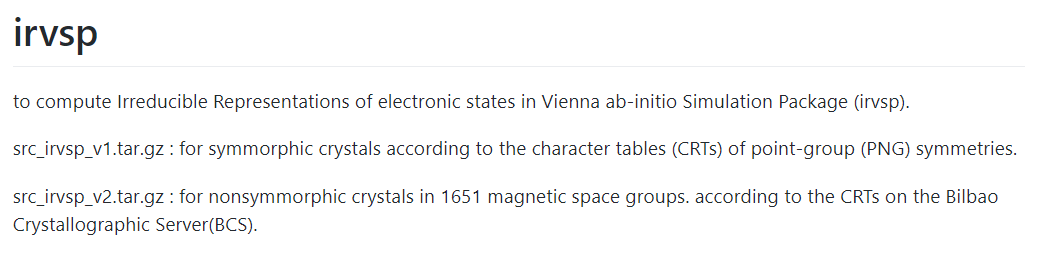 irvsp
to compute Irreducible Representations of electronic states in Vienna ab-initio Simulation Package (irvsp).
src_irvsp_v1.tar.gz : for symmorphic crystals according to the character tables (CRTs) of point-group (PNG) symmetries.
src_irvsp_v2.tar.gz : for nonsymmorphic crystals in 1651 magnetic space groups. according to the CRTs on the Bilbao
Crystallographic Server(BCS).